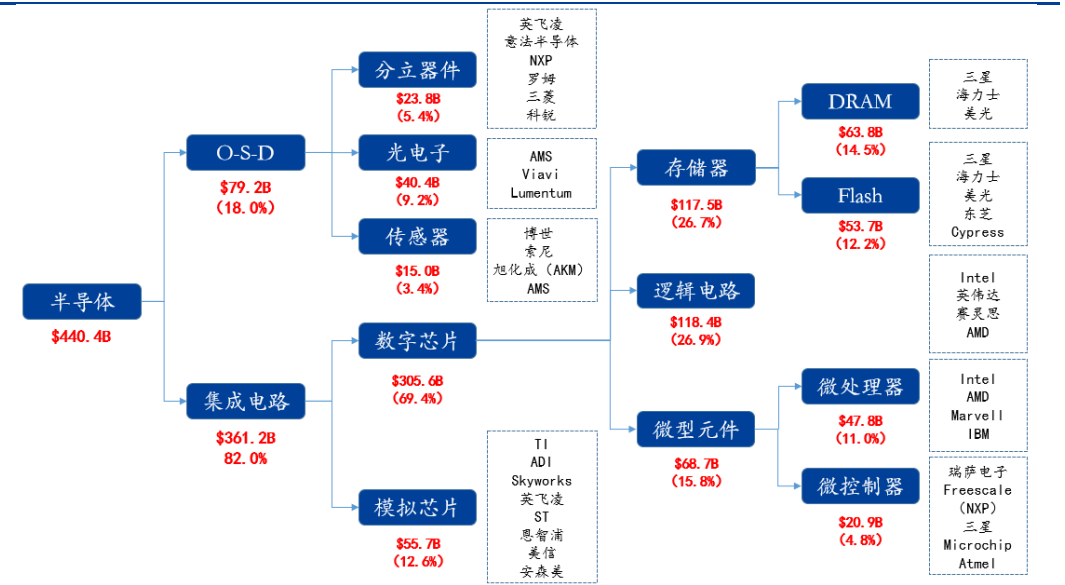 半导体
$440.4B
O-S-D
$79.2B
(18.0%)
集成电路
$361.2B
82.0%
分立器件
$23.8B
(5.4%)
英飞凌
意法半导体
NXP
罗姆
三菱
科锐
光电子
$40.4B
(9.2%)
AMS
Viavi
Lumentum
传感器
$15.0B
(3.4%)
博世
索尼
旭化成（AKM）
AMS
数字芯片
$305.6B
(69.4%)
模拟芯片
$55.7B
(12.6%)
TI
ADI
Skyworks
英飞凌
ST
恩智浦
美信
安森美
存储器
$117.5B
(26.7%)
逻辑电路
$118.4B
(26.9%)
微型元件
$68.7B
(15.8%)
DRAM
$63.8B
(14.5%)
三星
海力士
美光
Flash
$53.7B
(12.2%)
三星
海力士
美光
东芝
Cypress
Intel
英伟达
赛灵思
AMD
微处理器
$47.8B
(11.0%)
Intel
AMD
Marvell
IBM
微控制器
$20.9B
(4.8%)
瑞萨电子
Freescale
（NXP）
三星
Microchip
Atmel